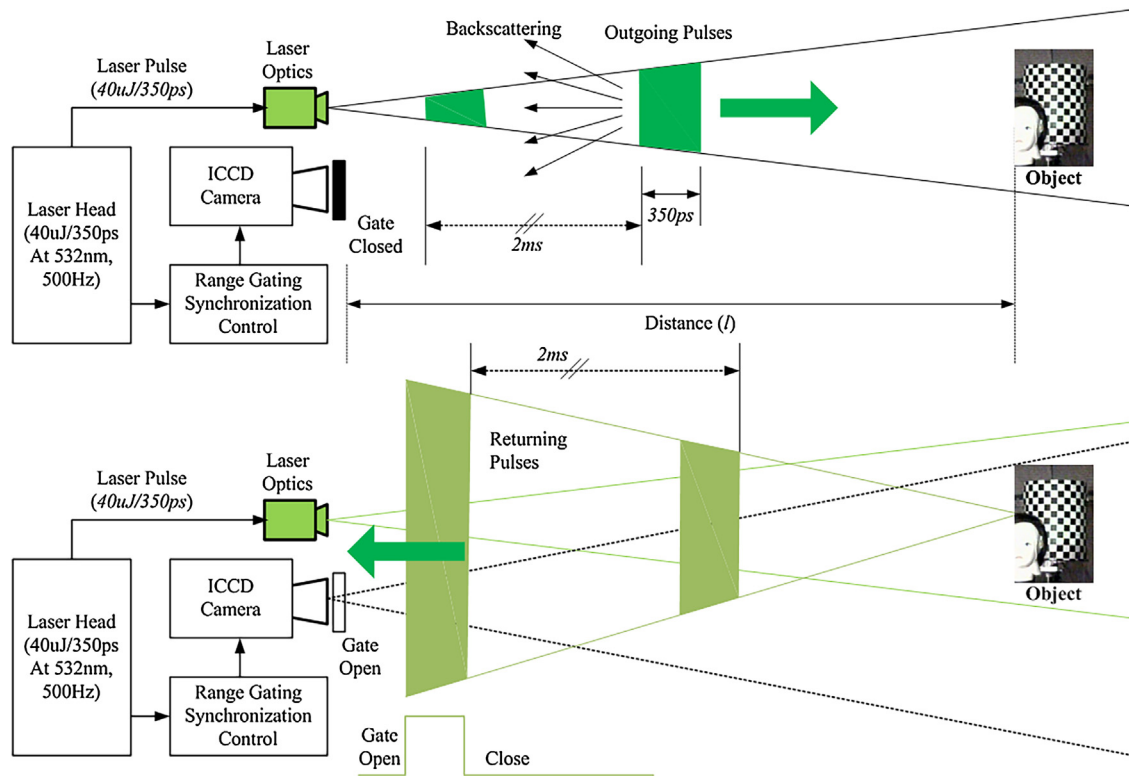 Laser Pulse
(40uJ/350ps)
Laser
Optics
Backscattering
Outgoing Pulses
Laser Head
(40uJ/350ps
At 532nm,
500Hz)
ICCD
Camera
Gate
Closed
Range Gating
Synchronization
Control
350ps
2ms
Object
Distance (l)
2ms
Returning
Pulses
Laser Pulse
(40uJ/350ps)
Laser
Optics
Laser Head
(40uJ/350ps
At 532nm,
500Hz)
ICCD
Camera
Gate
Open
Range Gating
Synchronization
Control
Object
Gate
Open
Close